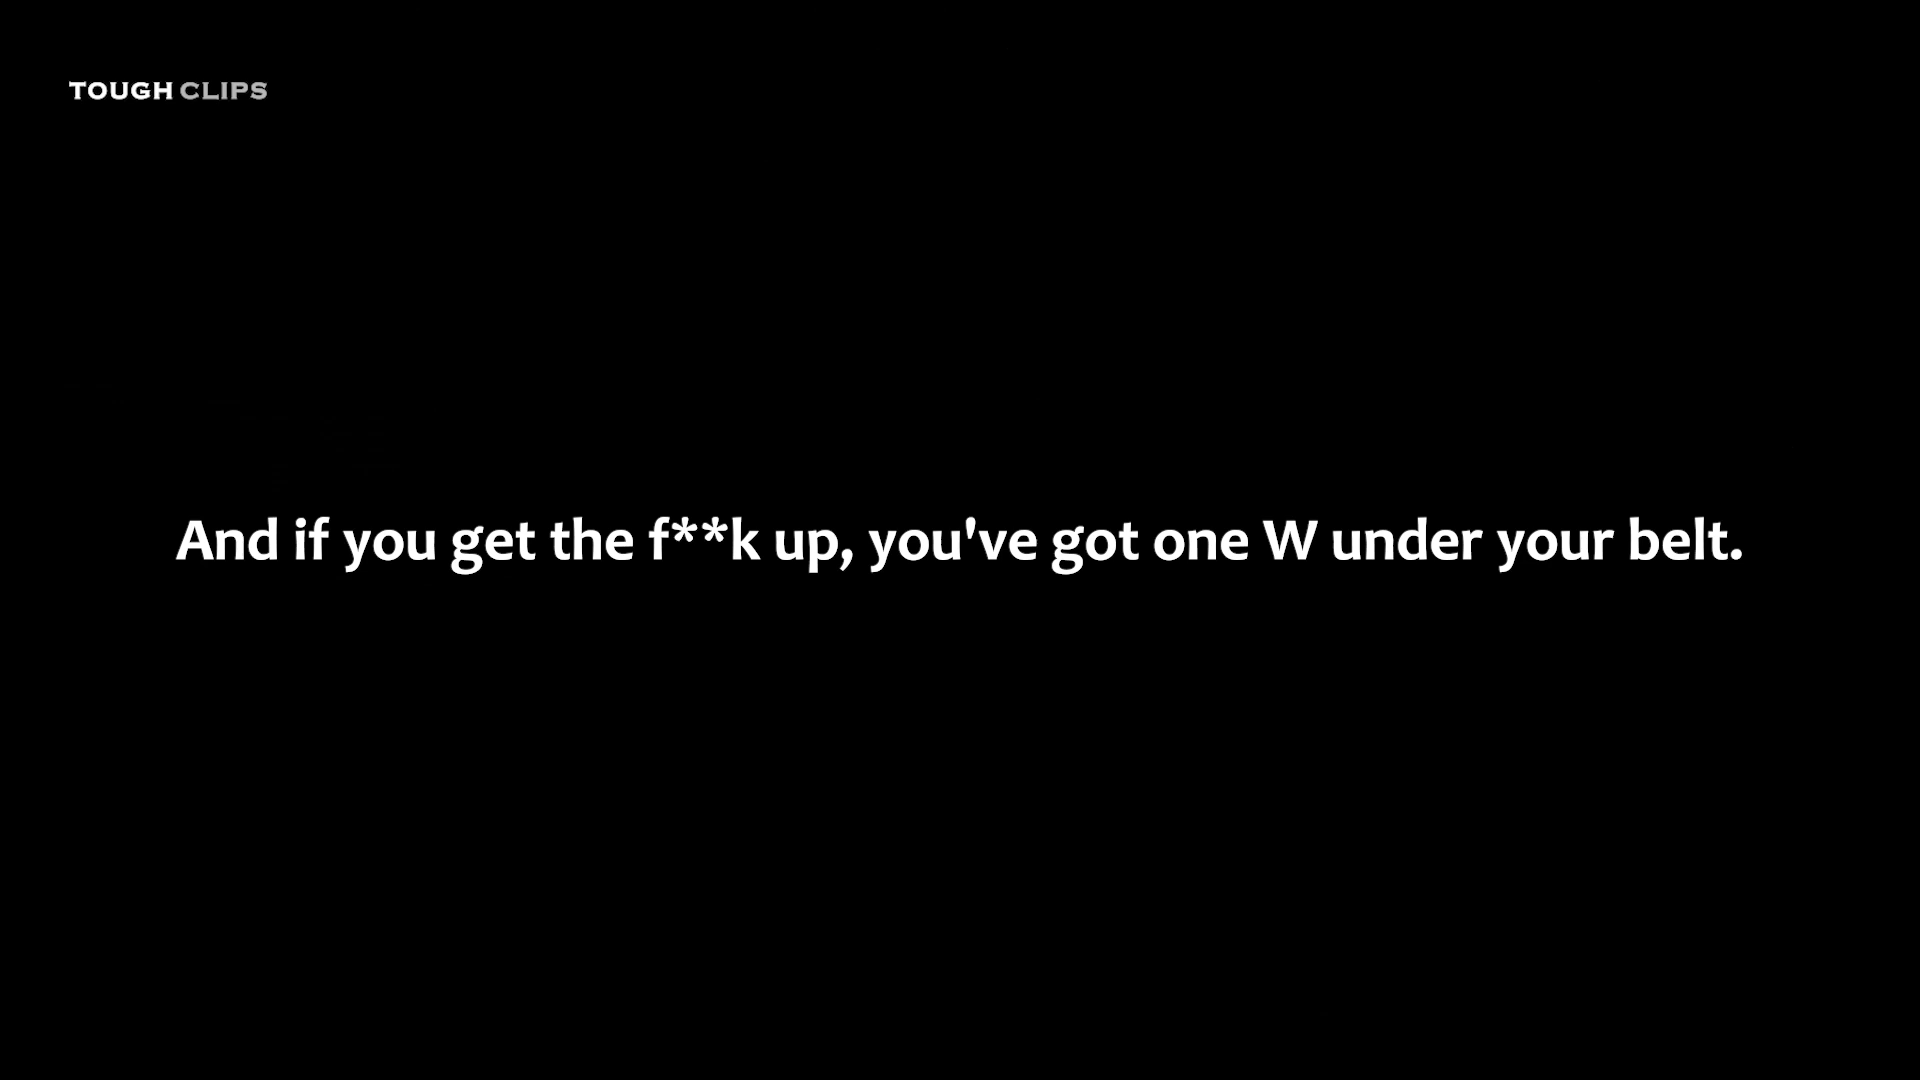 TOUGH CLIPS
And if you get the f**k up, you've got one W under your belt.